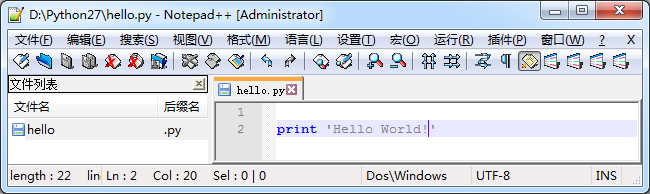 D:\Python27\hello.py - Notepad++ [Administrator]
文件(F) 编辑(E) 搜索(S) 视图(V) 格式(M) 语言(L) 设置(T) 宏(O) 运行(R) 插件(P) 窗口(W) ? X
文件列表
hello.py
文件名 后缀名
hello .py
1
2 print 'Hello World!'
length : 22 line Ln : 2 Col : 20 Sel : 0 | 0 Dos\Windows UTF-8 INS